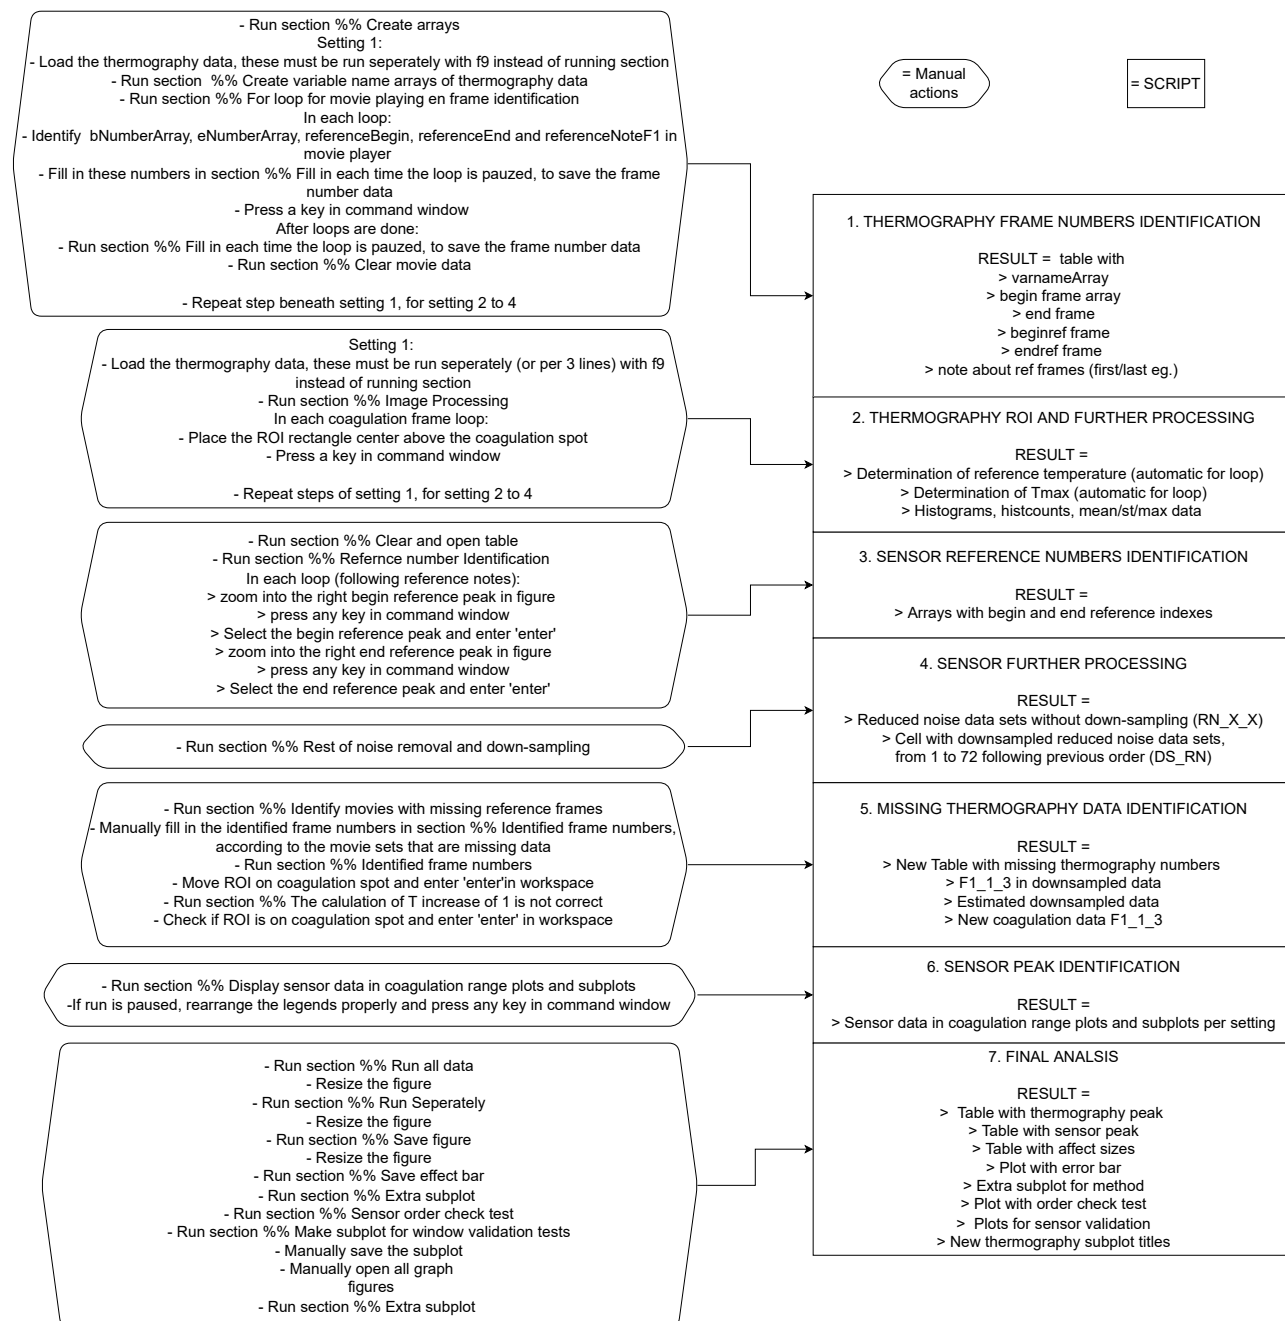 - Run section %% Create arrays
Setting 1:
- Load the thermography data, these must be run seperately with f9 instead of running section
- Run section %% Create variable name arrays of thermography data
- Run section %% For loop for movie playing en frame identification
In each loop:
- Identify bNumberArray, eNumberArray, referenceBegin, referenceEnd and referenceNoteF1 in
movie player
- Fill in these numbers in section %% Fill in each time the loop is pauzed, to save the frame
number data
- Press a key in command window
After loops are done:
- Run section %% Fill in each time the loop is pauzed, to save the frame number data
- Run section %% Clear movie data
- Repeat step beneath setting 1, for setting 2 to 4
= Manual
actions
= SCRIPT
1. THERMOGRAPHY FRAME NUMBERS IDENTIFICATION
RESULT = table with
> varnameArray
> begin frame array
> end frame
> beginref frame
> endref frame
> note about ref frames (first/last eg.)
Setting 1:
- Load the thermography data, these must be run seperately (or per 3 lines) with f9
instead of running section
- Run section %% Image Processing
In each coagulation frame loop:
- Place the ROI rectangle center above the coagulation spot
- Press a key in command window
- Repeat steps of setting 1, for setting 2 to 4
2. THERMOGRAPHY ROI AND FURTHER PROCESSING
RESULT =
> Determination of reference temperature (automatic for loop)
> Determination of Tmax (automatic for loop)
> Histograms, histcounts, mean/st/max data
- Run section %% Clear and open table
- Run section %% Refernce number Identification
In each loop (following reference notes):
> zoom into the right begin reference peak in figure
> press any key in command window
> Select the begin reference peak and enter 'enter'
> zoom into the right end reference peak in figure
> press any key in command window
> Select the end reference peak and enter 'enter'
3. SENSOR REFERENCE NUMBERS IDENTIFICATION
RESULT =
> Arrays with begin and end reference indexes
- Run section %% Rest of noise removal and down-sampling
4. SENSOR FURTHER PROCESSING
RESULT =
> Reduced noise data sets without down-sampling (RN_X_X)
> Cell with downsampled reduced noise data sets,
from 1 to 72 following previous order (DS_RN)
- Run section %% Identify movies with missing reference frames
- Manually fill in the identified frame numbers in section %% Identified frame numbers,
according to the movie sets that are missing data
- Run section %% Identified frame numbers
- Move ROI on coagulation spot and enter 'enter'in workspace
- Run section %% The calulation of T increase of 1 is not correct
- Check if ROI is on coagulation spot and enter 'enter' in workspace
5. MISSING THERMOGRAPHY DATA IDENTIFICATION
RESULT =
> New Table with missing thermography numbers
> F1_1_3 in downsampled data
> Estimated downsampled data
> New coagulation data F1_1_3
- Run section %% Display sensor data in coagulation range plots and subplots
-If run is paused, rearrange the legends properly and press any key in command window
6. SENSOR PEAK IDENTIFICATION
RESULT =
> Sensor data in coagulation range plots and subplots per setting
- Run section %% Run all data
- Resize the figure
- Run section %% Run Seperately
- Resize the figure
- Run section %% Save figure
- Resize the figure
- Run section %% Save effect bar
- Run section %% Extra subplot
- Run section %% Sensor order check test
- Run section %% Make subplot for window validation tests
- Manually save the subplot
- Manually open all graph
figures
- Run section %% Extra subplot
7. FINAL ANALSIS
RESULT =
> Table with thermography peak
> Table with sensor peak
> Table with affect sizes
> Plot with error bar
> Extra subplot for method
> Plot with order check test
> Plots for sensor validation
> New thermography subplot titles